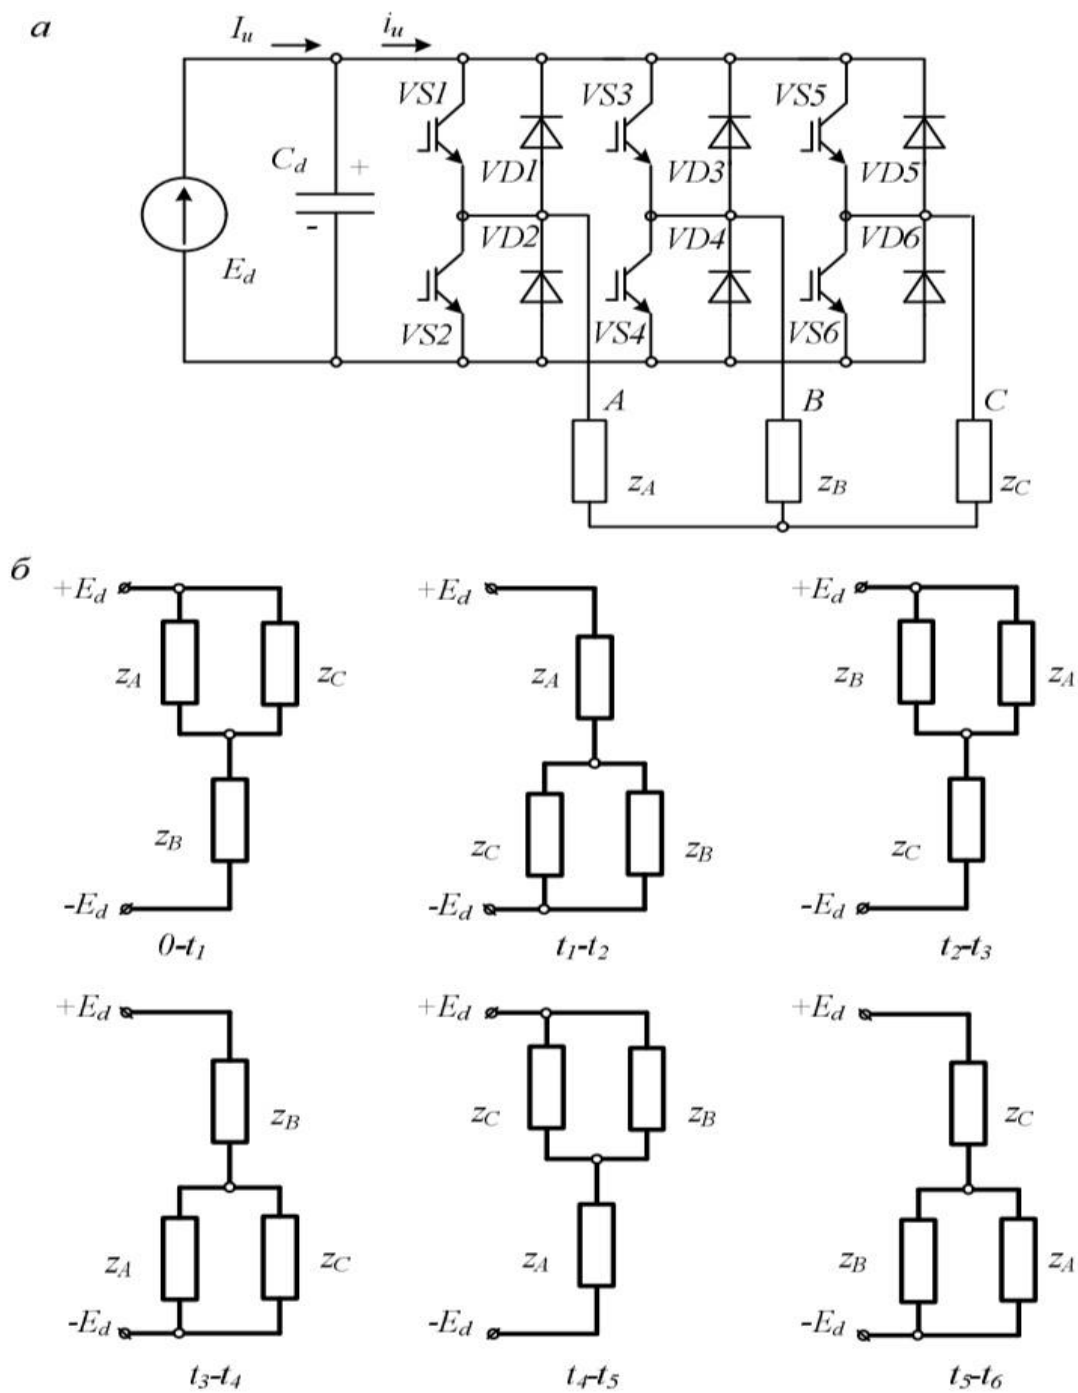 а
I_u i_u
VS1 VS3 VS5
C_d + VD1 VD3 VD5
- VD2 VD4 VD6
E_d
VS2 VS4 VS6
A B C
z_A z_B z_C
б
+E_d +E_d +E_d
z_A z_C z_A z_B z_A
z_B z_C z_B z_C
-E_d -E_d -E_d
0-t_1 t_1-t_2 t_2-t_3
+E_d +E_d +E_d
z_B z_C z_B z_C
z_A z_C z_A z_B z_A
-E_d -E_d -E_d
t_3-t_4 t_4-t_5 t_5-t_6